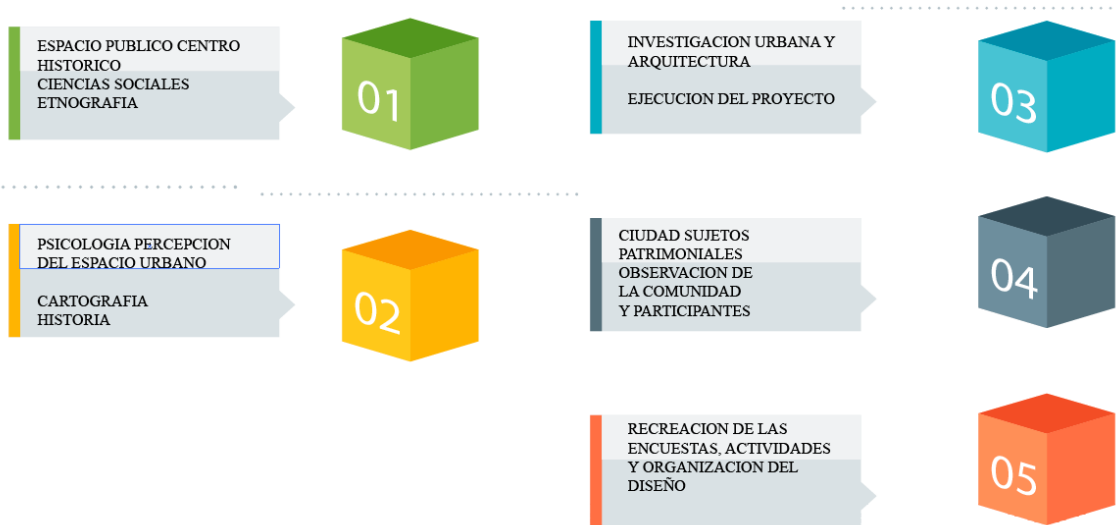 ESPACIO PUBLICO CENTRO
HISTORICO
CIENCIAS SOCIALES
ETNOGRAFIA
01
PSICOLOGIA PERCEPCION
DEL ESPACIO URBANO
CARTOGRAFIA
HISTORIA
02
INVESTIGACION URBANA Y
ARQUITECTURA
EJECUCION DEL PROYECTO
03
CIUDAD SUJETOS
PATRIMONIALES
OBSERVACION DE
LA COMUNIDAD
Y PARTICIPANTES
04
RECREACION DE LAS
ENCUESTAS, ACTIVIDADES
Y ORGANIZACION DEL
DISEÑO
05